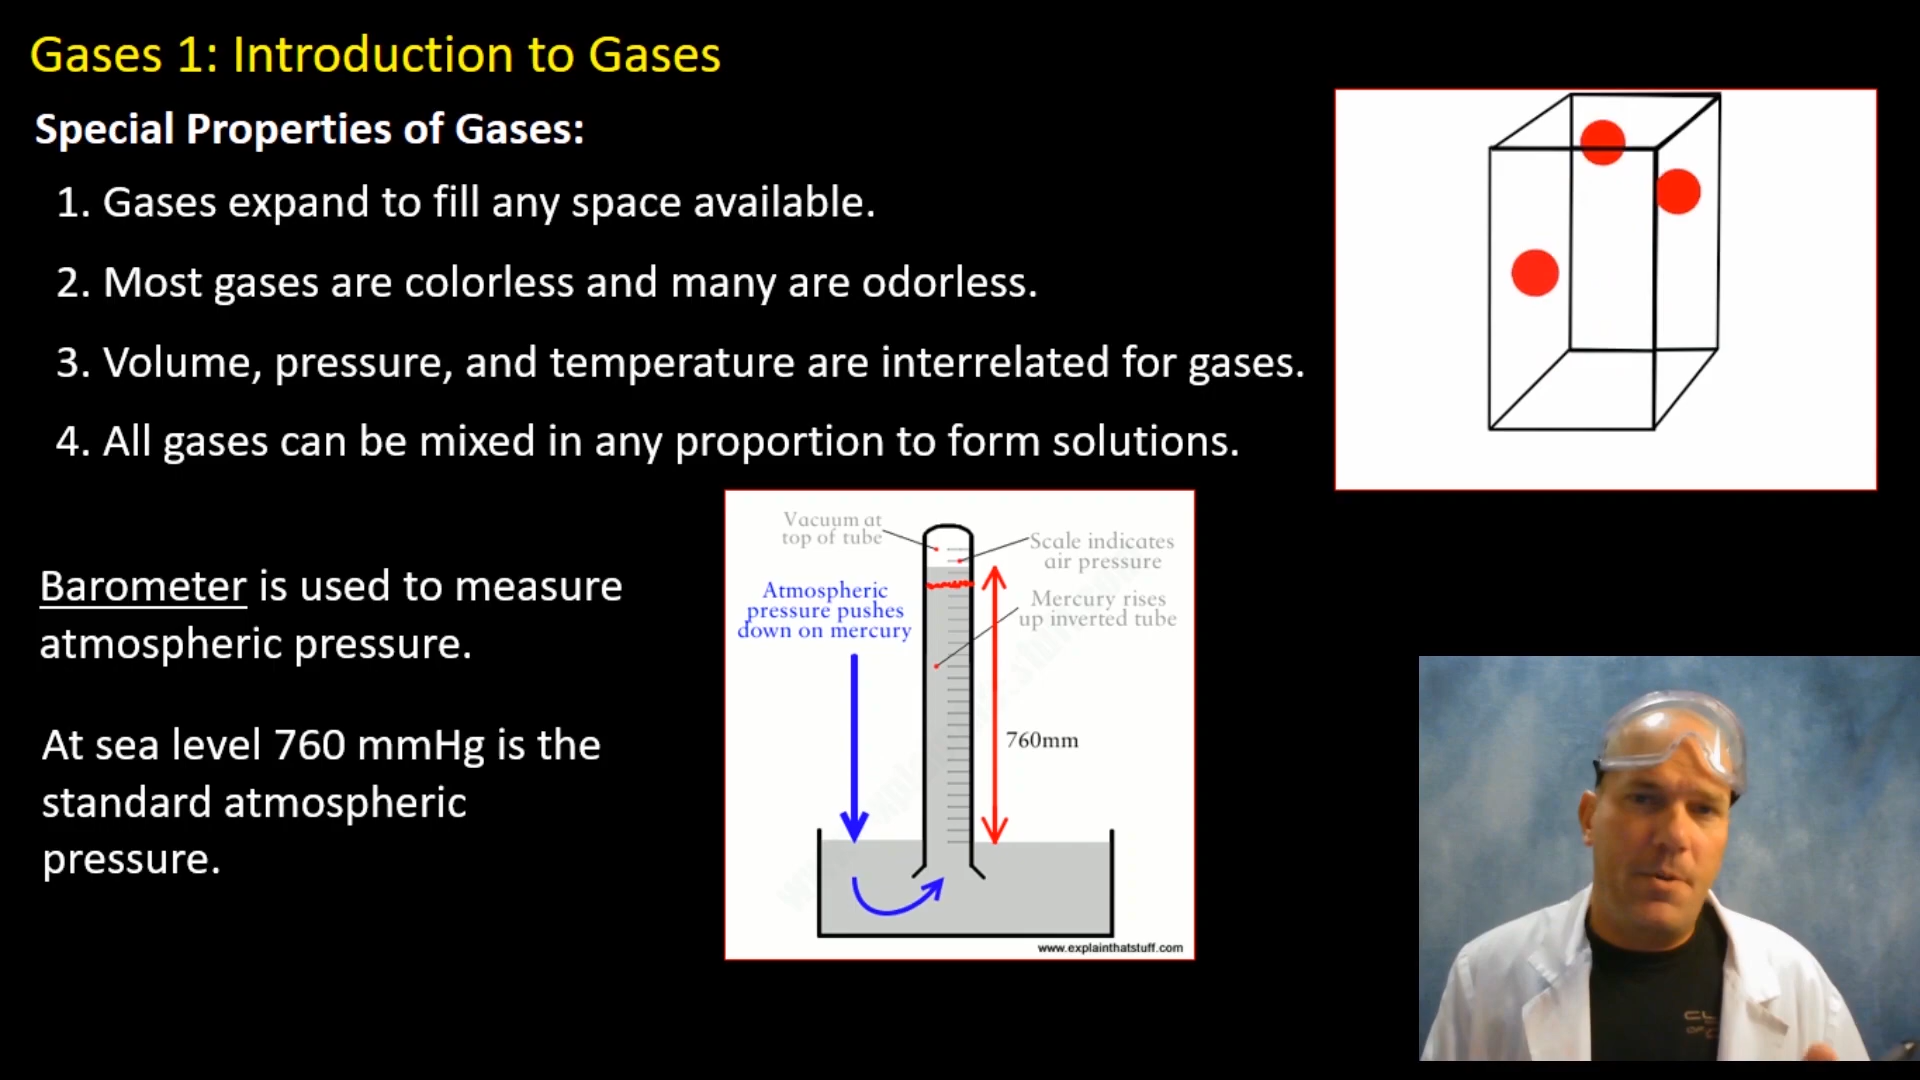 Gases 1: Introduction to Gases
Special Properties of Gases:
1. Gases expand to fill any space available.
2. Most gases are colorless and many are odorless.
3. Volume, pressure, and temperature are interrelated for gases.
4. All gases can be mixed in any proportion to form solutions.
Barometer is used to measure
atmospheric pressure.
At sea level 760 mmHg is the
standard atmospheric
pressure.
Vacuum at
top of tube
Scale indicates
air pressure
Atmospheric
pressure pushes
down on mercury
Mercury rises
up inverted tube
760mm
www.explainthatstuff.com